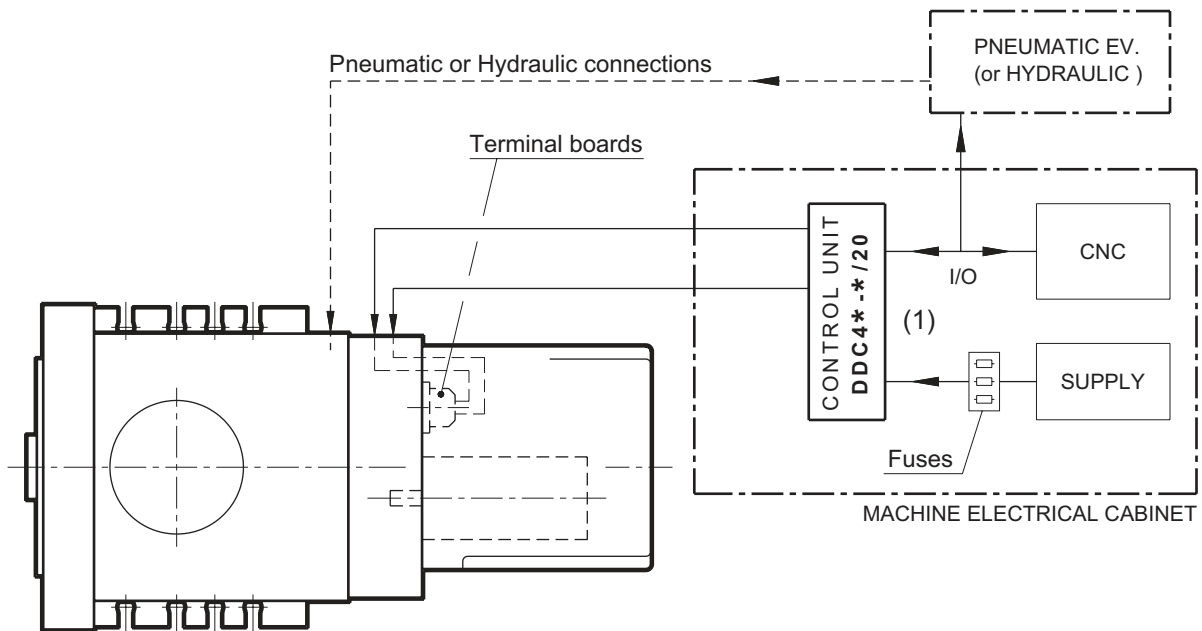 PNEUMATIC EV.
(or HYDRAULIC )
Pneumatic or Hydraulic connections
Terminal boards
CONTROL UNIT
DDC4*-*/20
CNC
I/O
(1)
SUPPLY
Fuses
MACHINE ELECTRICAL CABINET